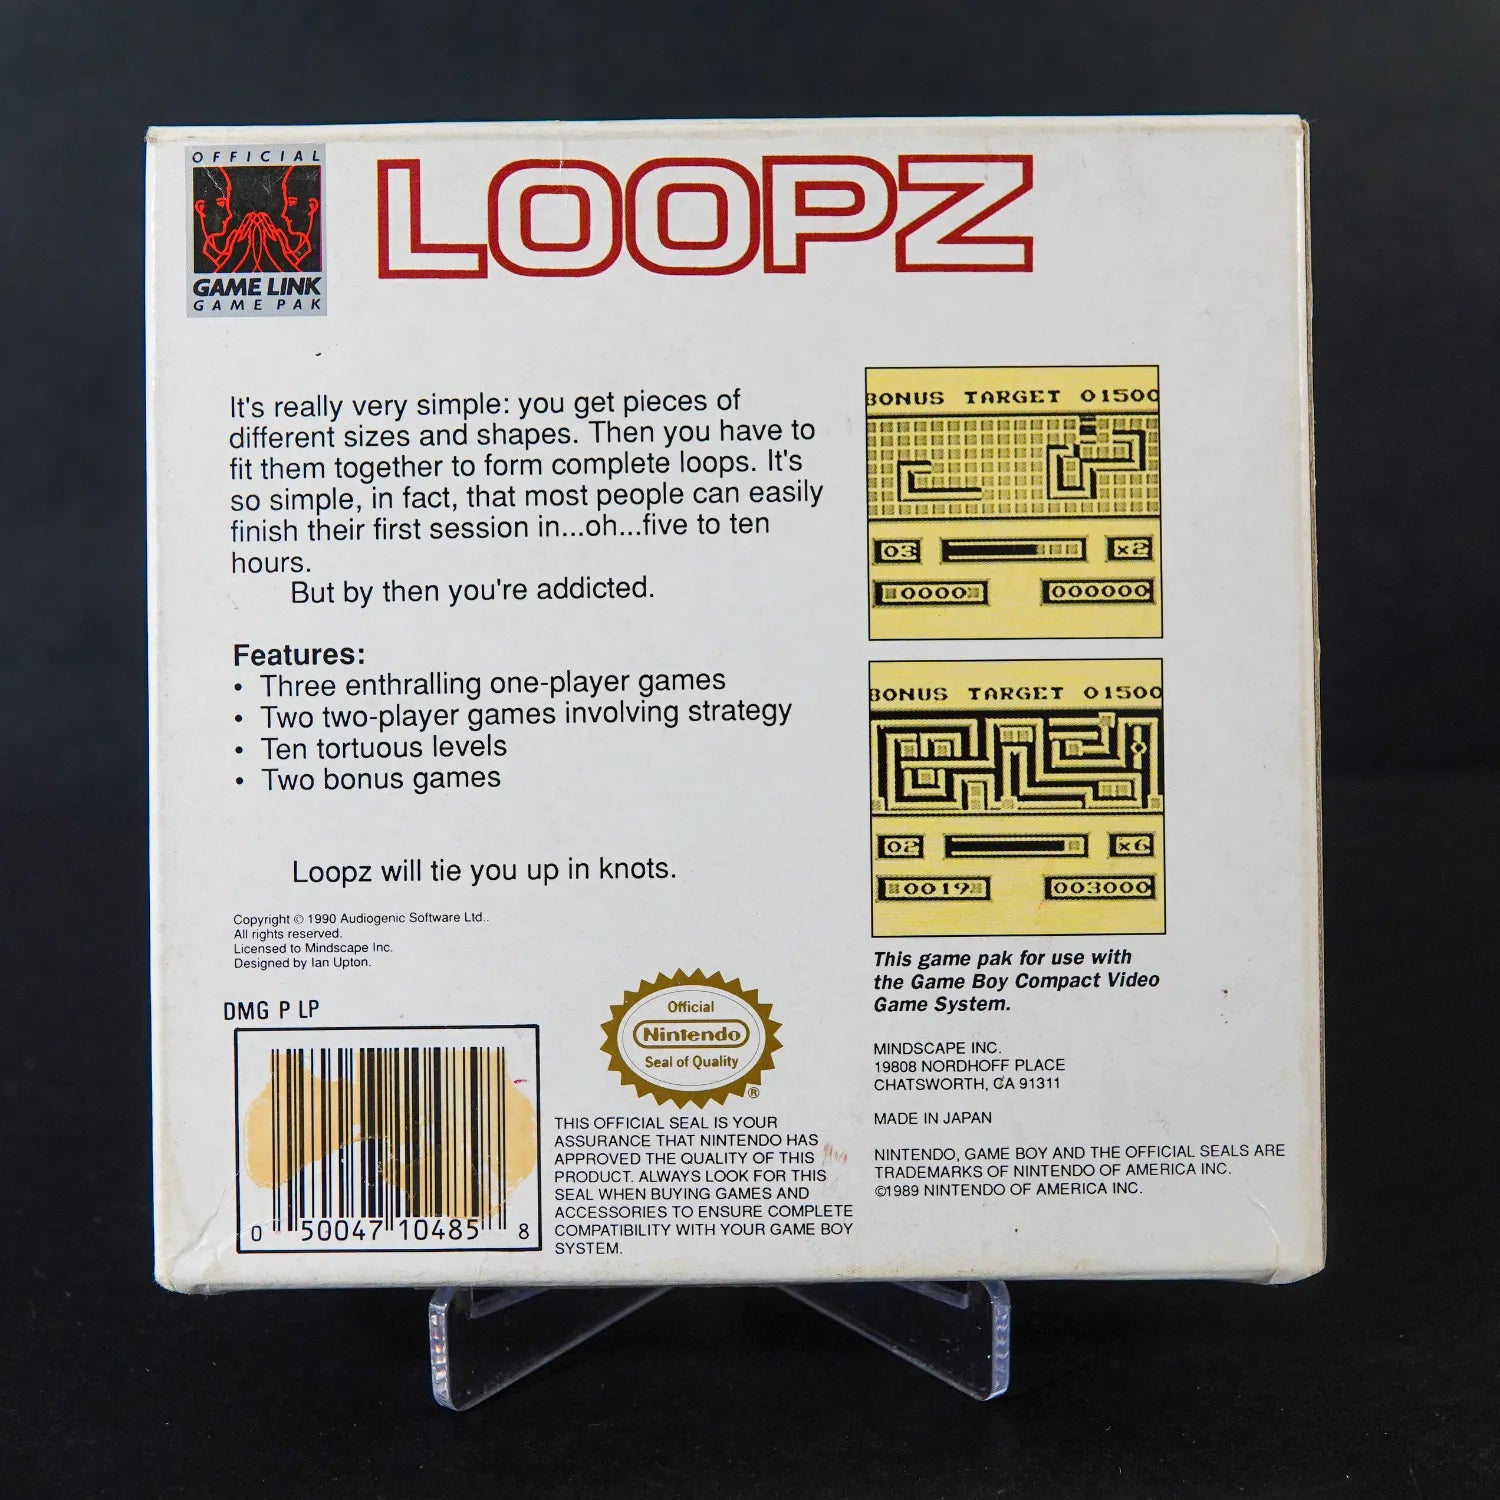 OFFICIAL
GAME LINK
GAME PAK
LOOPZ
It's really very simple: you get pieces of
different sizes and shapes. Then you have to
fit them together to form complete loops. It's
so simple, in fact, that most people can easily
finish their first session in...oh...five to ten
hours.
But by then you're addicted.
Features:
• Three enthralling one-player games
• Two two-player games involving strategy
• Ten tortuous levels
• Two bonus games
Loopz will tie you up in knots.
Copyright © 1990 Audiogenic Software Ltd..
All rights reserved.
Licensed to Mindscape Inc.
Designed by Ian Upton.
DMG P LP
0 50047 10485 8
Official
Nintendo
Seal of Quality
®
THIS OFFICIAL SEAL IS YOUR
ASSURANCE THAT NINTENDO HAS
APPROVED THE QUALITY OF THIS
PRODUCT. ALWAYS LOOK FOR THIS
SEAL WHEN BUYING GAMES AND
ACCESSORIES TO ENSURE COMPLETE
COMPATIBILITY WITH YOUR GAME BOY
SYSTEM.
BONUS TARGET 01500
03 x2
0000 000000
BONUS TARGET 01500
02 x6
0019 003000
This game pak for use with
the Game Boy Compact Video
Game System.
MINDSCAPE INC.
19808 NORDHOFF PLACE
CHATSWORTH, CA 91311
MADE IN JAPAN
NINTENDO, GAME BOY AND THE OFFICIAL SEALS ARE
TRADEMARKS OF NINTENDO OF AMERICA INC.
©1989 NINTENDO OF AMERICA INC.